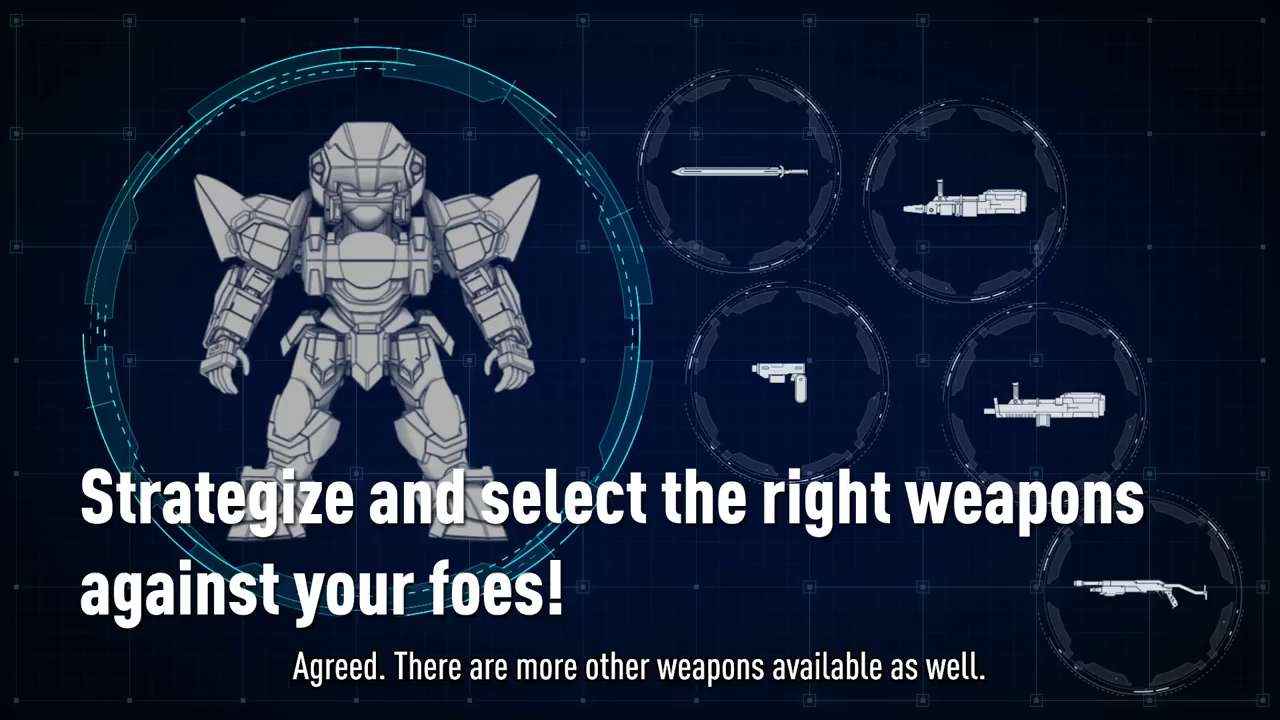 Strategize and select the right weapons
against your foes!
Agreed. There are more other weapons available as well.